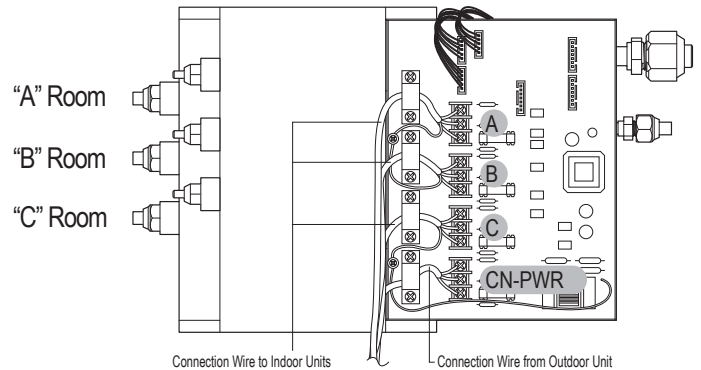 “A” Room
“B” Room
“C” Room
A
B
C
CN-PWR
Connection Wire to Indoor Units
Connection Wire from Outdoor Unit